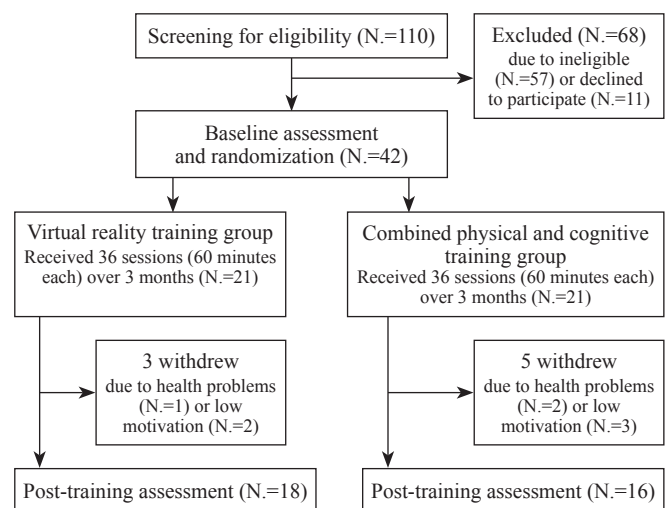 Screening for eligibility (N.=110)
Excluded (N.=68)
due to ineligible
(N.=57) or declined
to participate (N.=11)
Baseline assessment
and randomization (N.=42)
Virtual reality training group
Received 36 sessions (60 minutes
each) over 3 months (N.=21)
Combined physical and cognitive
training group
Received 36 sessions (60 minutes each)
over 3 months (N.=21)
3 withdrew
due to health problems
(N.=1) or low
motivation (N.=2)
5 withdrew
due to health problems
(N.=2) or low
motivation (N.=3)
Post-training assessment (N.=18)
Post-training assessment (N.=16)